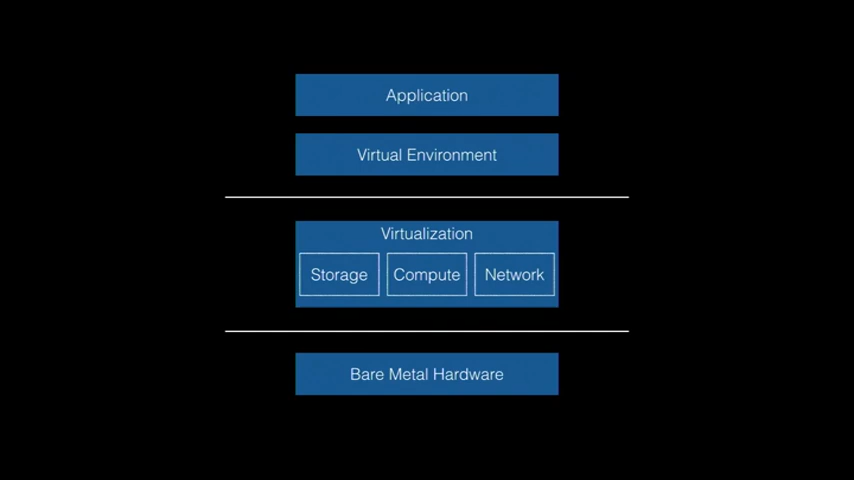 Application
Virtual Environment
Virtualization
Storage Compute Network
Bare Metal Hardware